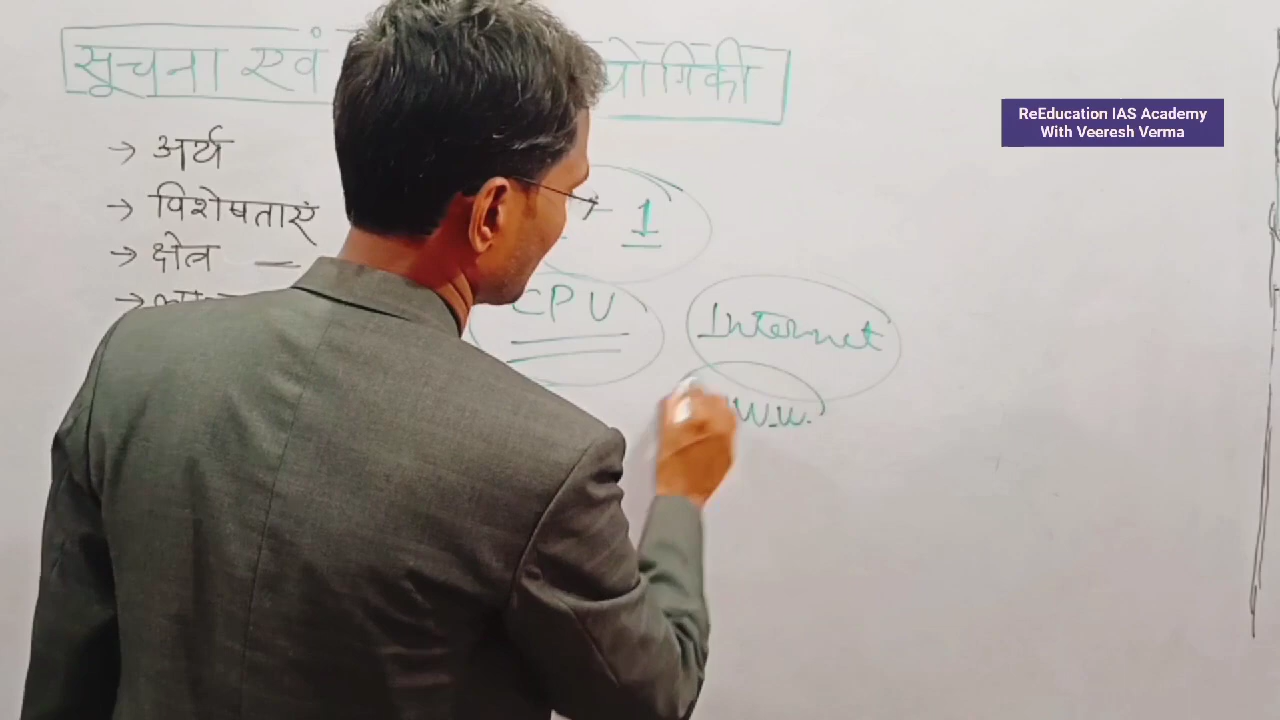 सूचना एवं योगिकी
ReEducation IAS Academy
With Veeresh Verma
→ अर्थ
→ विशेषताएं
1
→ क्षेत्र —
CPU
Internet
W.W.